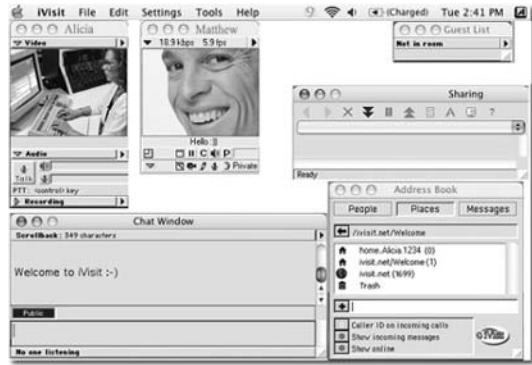 iVisit File Edit Settings Tools Help (Charged) Tue 2:41 PM
Alicia
Video
Audio
Talk
PTT: <control> key
Recording
Matthew
18.9 kbps 5.9 fps
Hello :]]
C P
Private
Guest List
Not in room
Sharing
A ?
Ready
Chat Window
Scrollback: 349 characters
Welcome to iVisit :-)
Public
No one listening
Address Book
People Places Messages
/ivisit.net/Welcome
home.Alicia.1234 (0)
ivisit.net/Welcome (1)
ivisit.net (1699)
Trash
Caller ID on incoming calls
Show incoming messages
Show online
iVisit